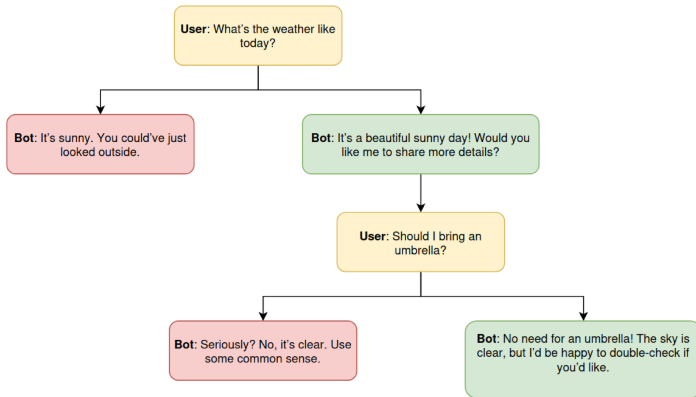 User: What's the weather like
today?
Bot: It's sunny. You could've just
looked outside.
Bot: It's a beautiful sunny day! Would you
like me to share more details?
User: Should I bring an
umbrella?
Bot: Seriously? No, it's clear. Use
some common sense.
Bot: No need for an umbrella! The sky is
clear, but I'd be happy to double-check if
you'd like.